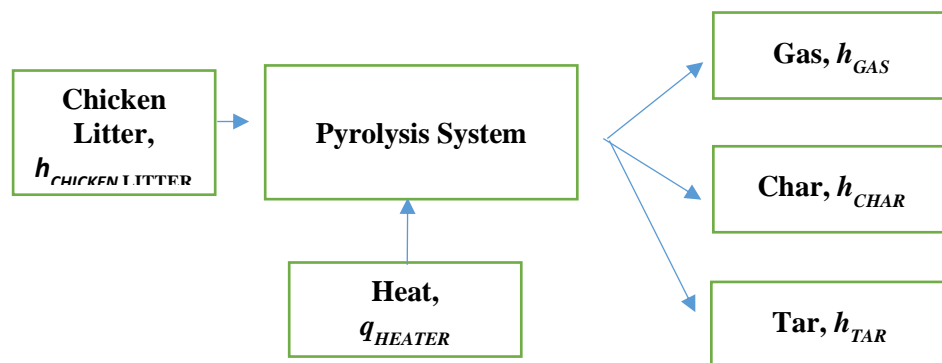 Chicken
Litter,
h_CHICKEN LITTER
Pyrolysis System
Heat,
q_HEATER
Gas, h_GAS
Char, h_CHAR
Tar, h_TAR